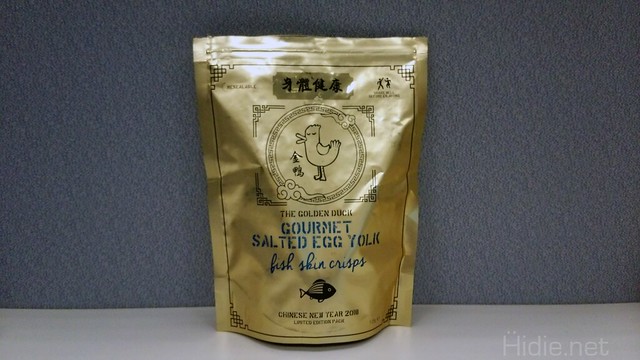 RESEALABLE
身體健康
金鴨
THE GOLDEN DUCK
GOURMET
SALTED EGG YOLK
fish skin crisps
CHINESE NEW YEAR 2018
LIMITED EDITION PACK
Hidie.net